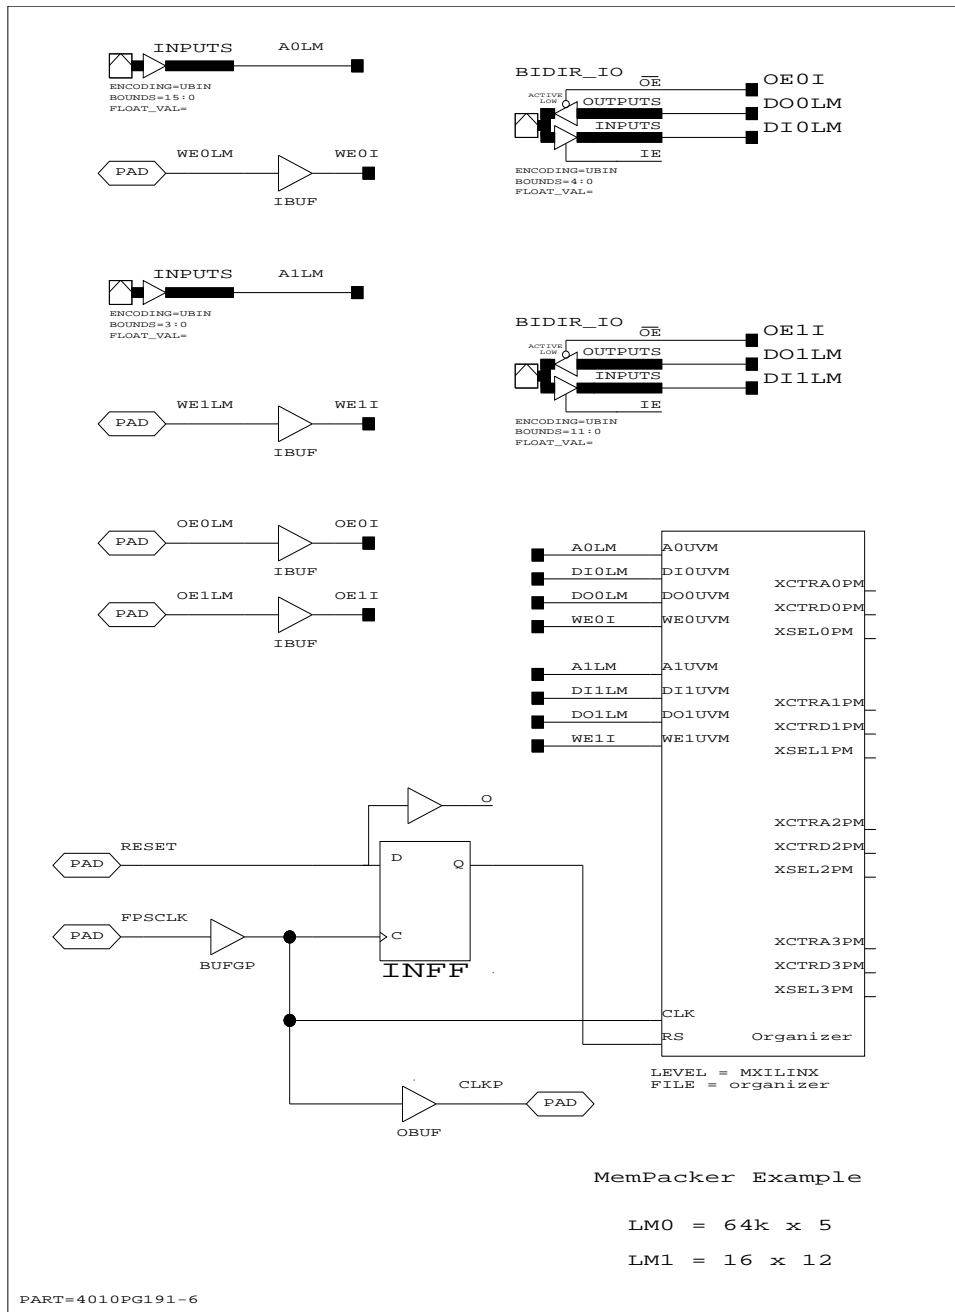 INPUTS A0LM
ENCODING=UBIN
BOUNDS=15:0
FLOAT_VAL=
PAD WE0LM WE0I
IBUF
BIDIR_IO
OE OE0I
ACTIVE LOW
OUTPUTS DO0LM
INPUTS DI0LM
IE
ENCODING=UBIN
BOUNDS=4:0
FLOAT_VAL=
INPUTS A1LM
ENCODING=UBIN
BOUNDS=3:0
FLOAT_VAL=
PAD WE1LM WE1I
IBUF
BIDIR_IO
OE OE1I
ACTIVE LOW
OUTPUTS DO1LM
INPUTS DI1LM
IE
ENCODING=UBIN
BOUNDS=11:0
FLOAT_VAL=
PAD OE0LM OE0I
IBUF
PAD OE1LM OE1I
IBUF
A0LM A0UVM
DI0LM DI0UVM
DO0LM DO0UVM
WE0I WE0UVM
A1LM A1UVM
DI1LM DI1UVM
DO1LM DO1UVM
WE1I WE1UVM
XCTRA0PM
XCTRD0PM
XSEL0PM
XCTRA1PM
XCTRD1PM
XSEL1PM
XCTRA2PM
XCTRD2PM
XSEL2PM
XCTRA3PM
XCTRD3PM
XSEL3PM
CLK
RS Organizer
LEVEL = MXILINX
FILE = organizer
O
PAD RESET
D Q
PAD FPSCLK
BUFGP
C
INFF
CLKP
PAD
OBUF
MemPacker Example
LM0 = 64k x 5
LM1 = 16 x 12
PART=4010PG191-6